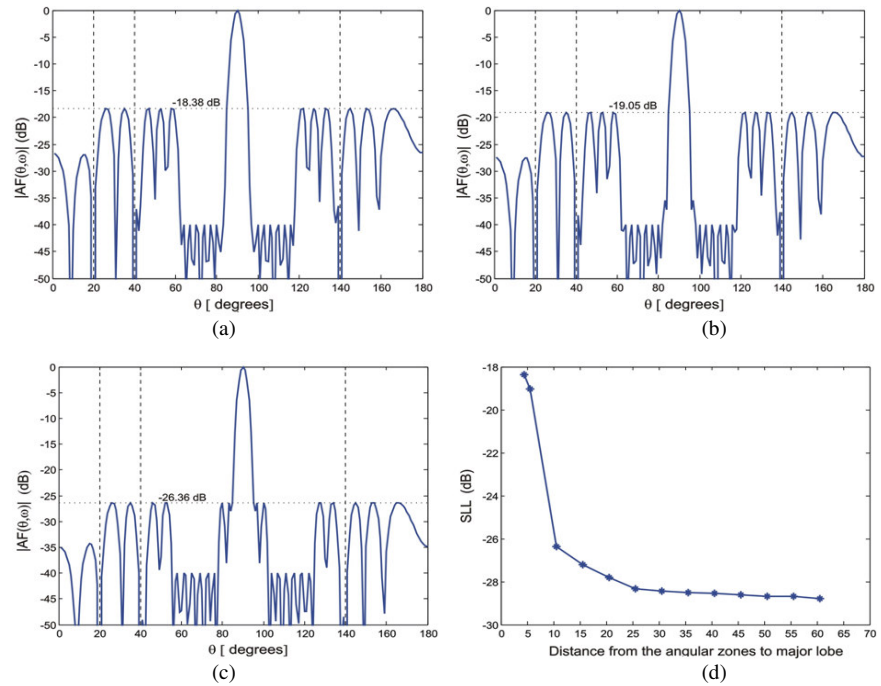 0
-5
-10
-15
-20
-25
-30
-35
-40
-45
-50
|AF(θ,ω)| (dB)
-18.38 dB
0 20 40 60 80 100 120 140 160 180
θ [ degrees]
(a)
0
-5
-10
-15
-20
-25
-30
-35
-40
-45
-50
|AF(θ,ω)| (dB)
-19.05 dB
0 20 40 60 80 100 120 140 160 180
θ [ degrees]
(b)
0
-5
-10
-15
-20
-25
-30
-35
-40
-45
-50
|AF(θ,ω)| (dB)
-26.36 dB
0 20 40 60 80 100 120 140 160 180
θ [ degrees]
(c)
-18
-20
-22
-24
-26
-28
-30
SLL (dB)
0 5 10 15 20 25 30 35 40 45 50 55 60 65 70
Distance from the angular zones to major lobe
(d)